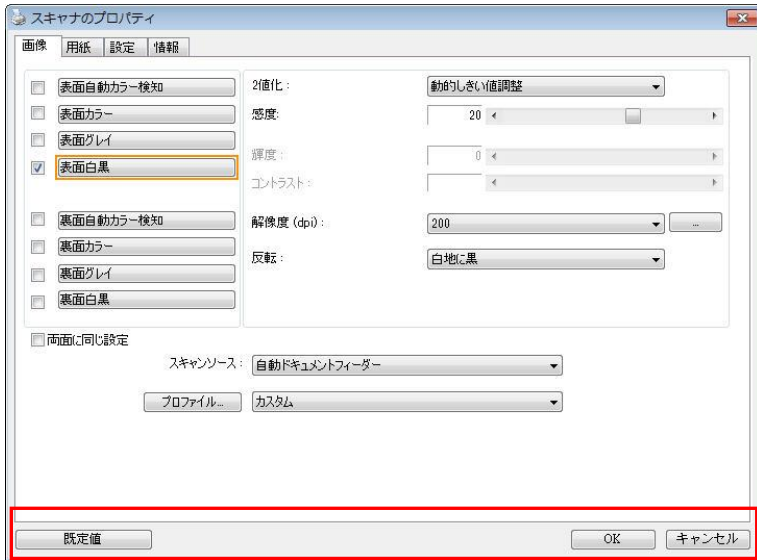 スキャナのプロパティ
画像 用紙 設定 情報
表面自動カラー検知
表面カラー
表面グレイ
表面白黒
裏面自動カラー検知
裏面カラー
裏面グレイ
裏面白黒
2値化: 動的しきい値調整
感度: 20
輝度: 0
コントラスト:
解像度 (dpi): 200 ...
反転: 白地に黒
両面に同じ設定
スキャンソース: 自動ドキュメントフィーダー
プロファイル... カスタム
既定値 OK キャンセル